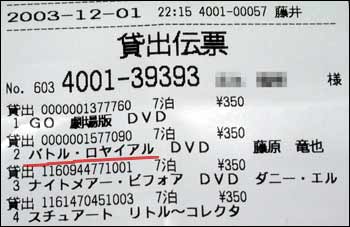 2003-12-01 22:15 4001-00057 藤井
貸出伝票
No. 603 4001-39393 様
貸出 0000001377760 7泊 ¥350
1 GO 劇場版 DVD
貸出 0000001577090 7泊 ¥350
2 バトル・ロヤイアル DVD 藤原 竜也
貸出 1160944771001 7泊 ¥350
3 ナイトメアー・ビフォア DVD ダニー・エル
貸出 1161470451003 7泊 ¥350
4 スチュアート リトル～コレクタ